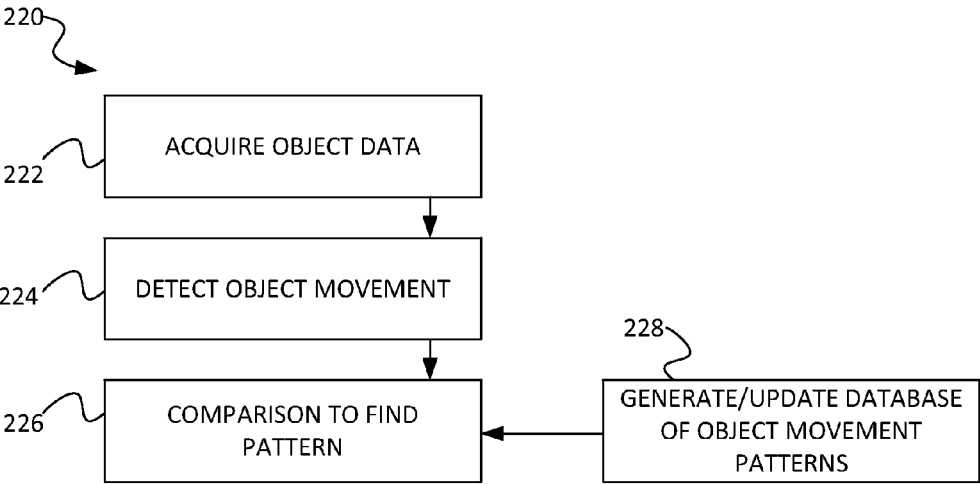 220
ACQUIRE OBJECT DATA
222
DETECT OBJECT MOVEMENT
224
228
COMPARISON TO FIND
PATTERN
226
GENERATE/UPDATE DATABASE
OF OBJECT MOVEMENT
PATTERNS